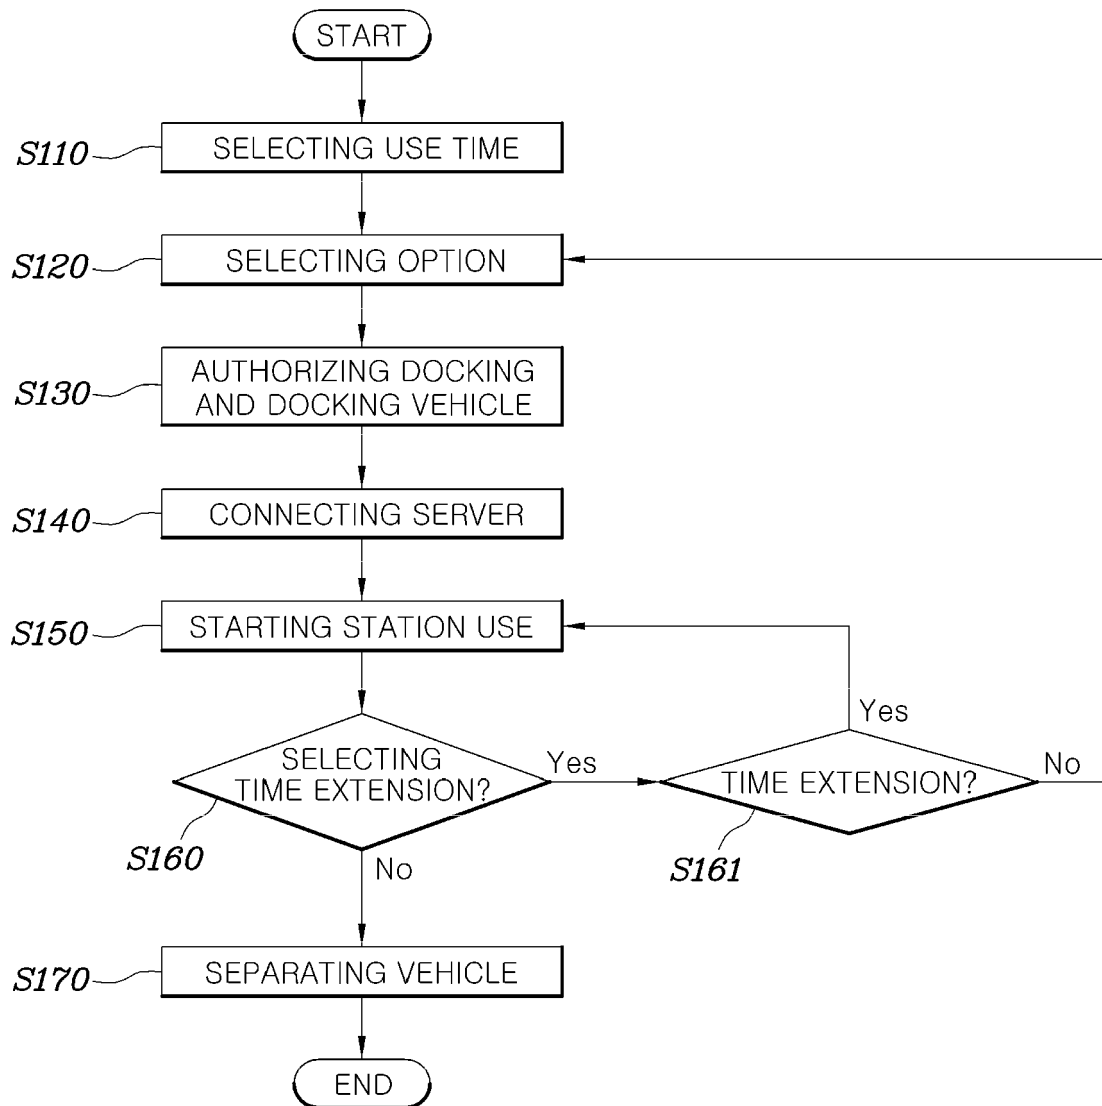 START
S110
SELECTING USE TIME
S120
SELECTING OPTION
S130
AUTHORIZING DOCKING
AND DOCKING VEHICLE
S140
CONNECTING SERVER
S150
STARTING STATION USE
Yes
SELECTING
TIME EXTENSION?
Yes
TIME EXTENSION?
No
S160
No
S161
S170
SEPARATING VEHICLE
END